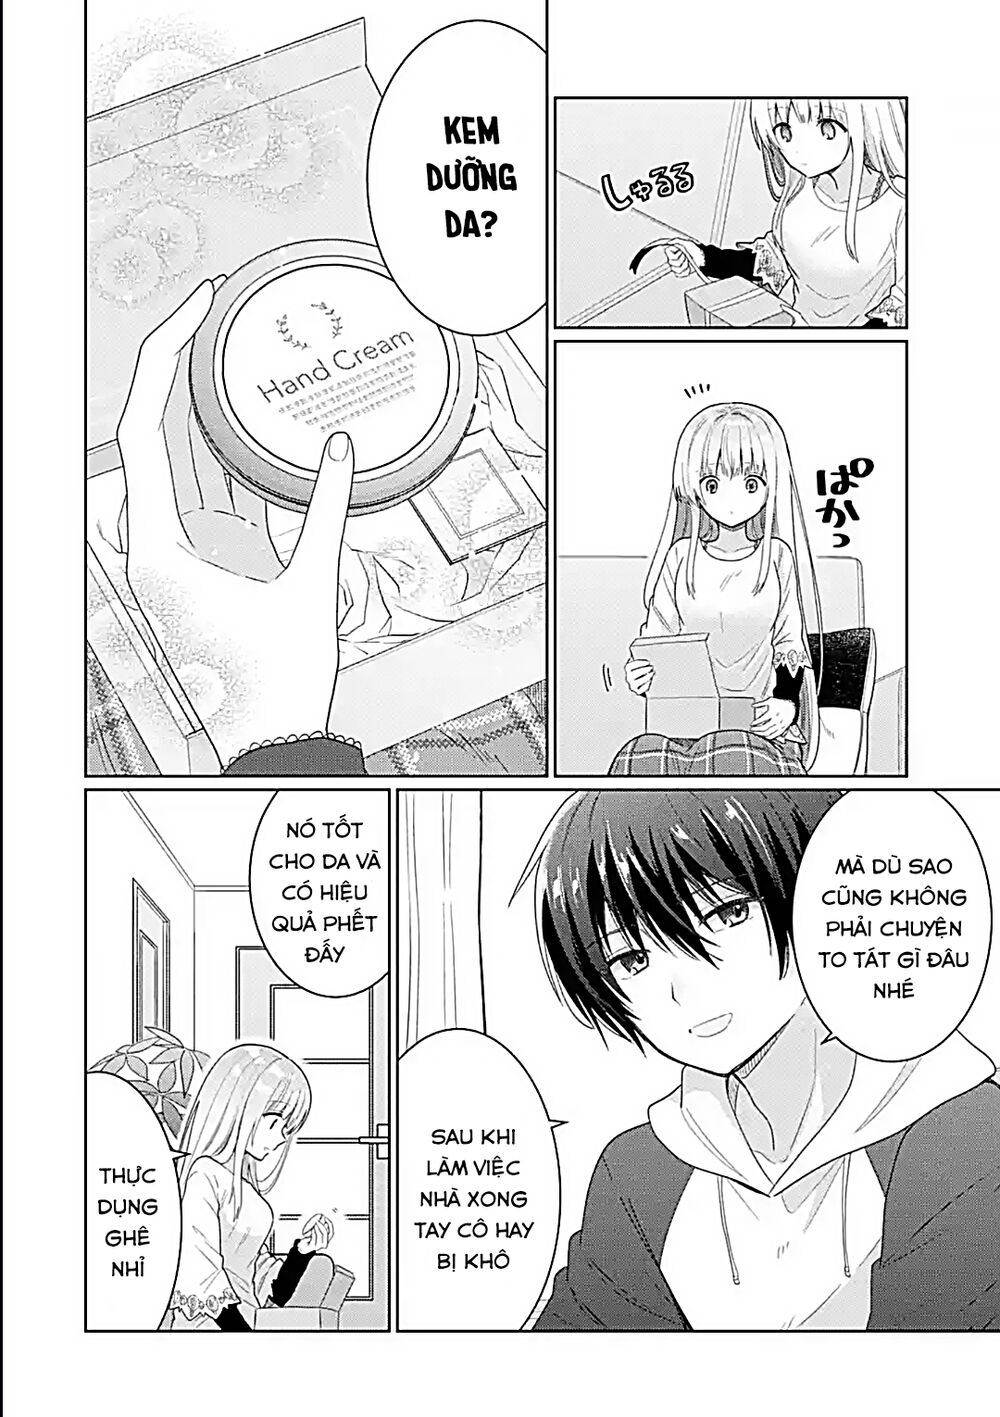 しゅるる
ぱかっ
KEM
DƯỠNG
DA?
Hand Cream
MÀ DÙ SAO
CŨNG KHÔNG
PHẢI CHUYỆN
TO TÁT GÌ ĐÂU
NHÉ
SAU KHI
LÀM VIỆC
NHÀ XONG
TAY CÔ HAY
BỊ KHÔ
NÓ TỐT
CHO DA VÀ
CÓ HIỆU
QUẢ PHẾT
ĐẤY
THỰC
DỤNG
GHÊ
NHỈ